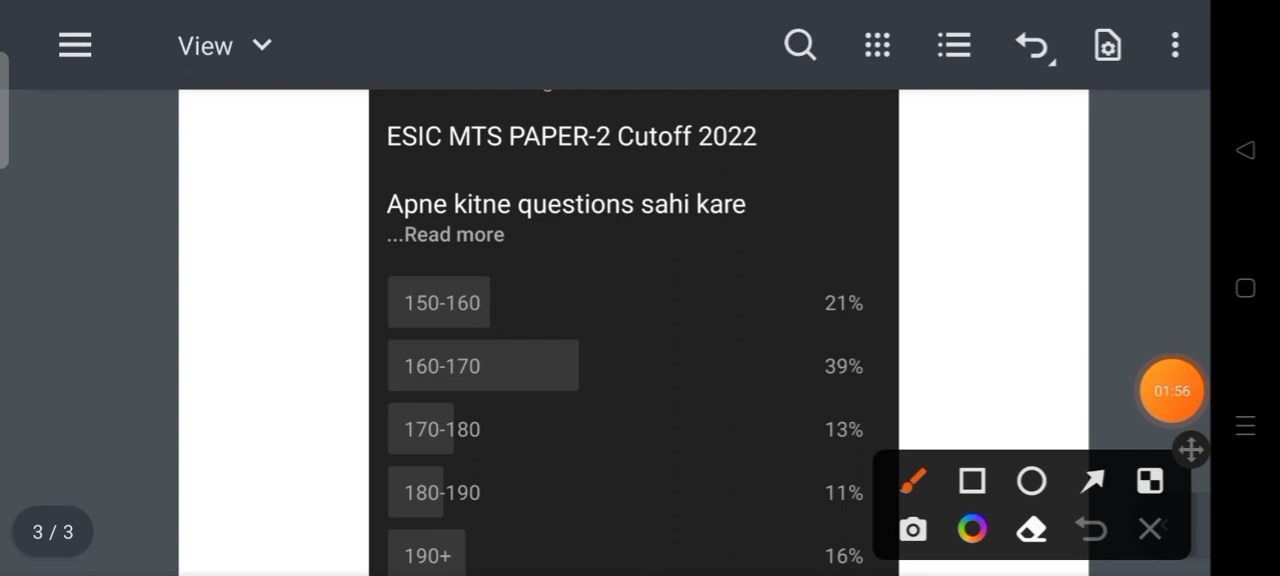 View
ESIC MTS PAPER-2 Cutoff 2022
Apne kitne questions sahi kare
...Read more
150-160 21%
160-170 39%
170-180 13%
180-190 11%
190+ 16%
01:56
3 / 3